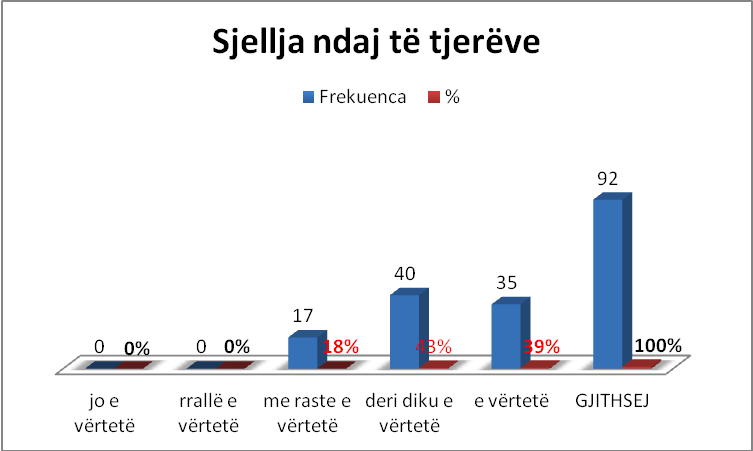 Sjellja ndaj të tjerëve
Frekuenca %
92
40
35
17
0 0% 0 0% 18% 43% 39% 100%
jo e rrallë e me raste e deri diku e e vërtetë GJITHSEJ
vërtetë vërtetë vërtetë vërtetë